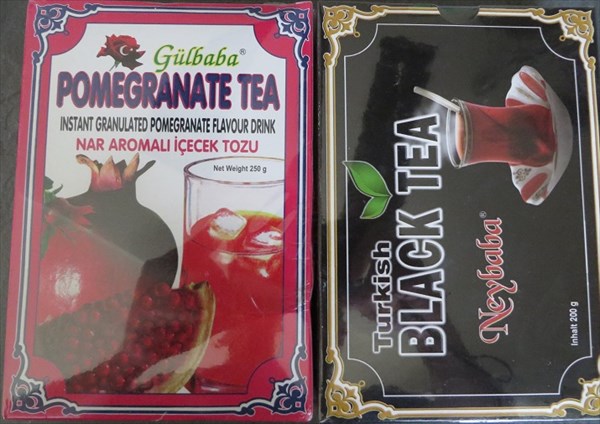 Gülbaba®
POMEGRANATE TEA
INSTANT GRANULATED POMEGRANATE FLAVOUR DRINK
NAR AROMALI İÇECEK TOZU
Net Weight 250 g
Turkish
BLACK TEA
Neybaba®
Inhalt 200 g